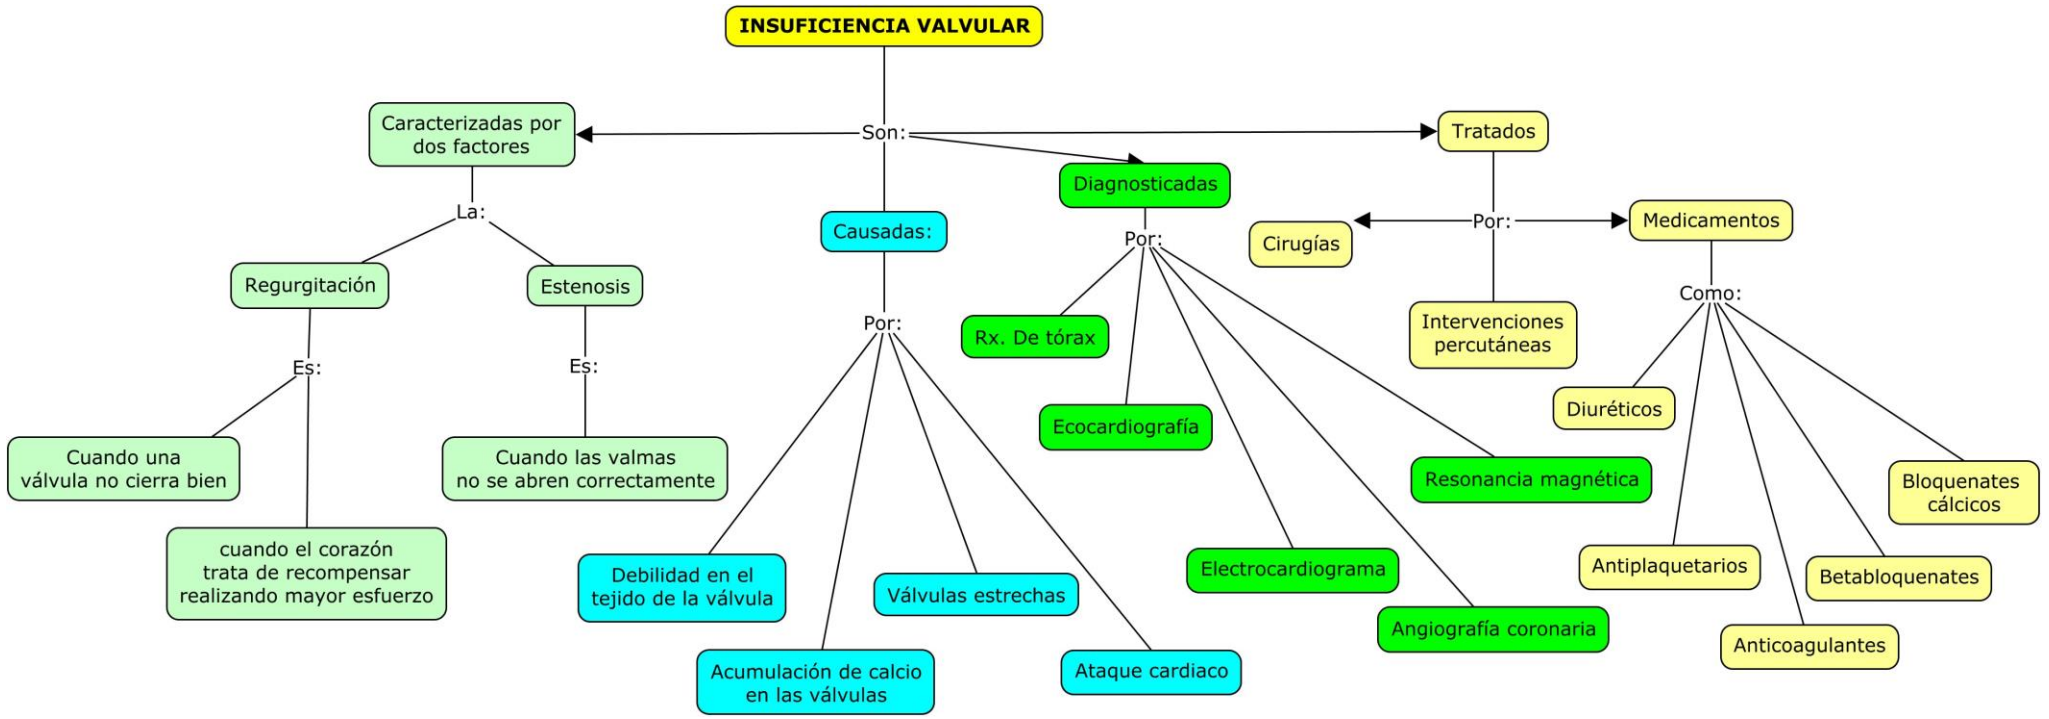 INSUFICIENCIA VALVULAR
Son:
Caracterizadas por
dos factores
La:
Regurgitación
Es:
Cuando una
válvula no cierra bien
cuando el corazón
trata de recompensar
realizando mayor esfuerzo
Estenosis
Es:
Cuando las valmas
no se abren correctamente
Causadas:
Por:
Debilidad en el
tejido de la válvula
Acumulación de calcio
en las válvulas
Válvulas estrechas
Ataque cardiaco
Diagnosticadas
Por:
Rx. De tórax
Ecocardiografía
Electrocardiograma
Angiografía coronaria
Resonancia magnética
Tratados
Por:
Cirugías
Intervenciones
percutáneas
Medicamentos
Como:
Diuréticos
Antiplaquetarios
Anticoagulantes
Betabloquenates
Bloquenates
cálcicos